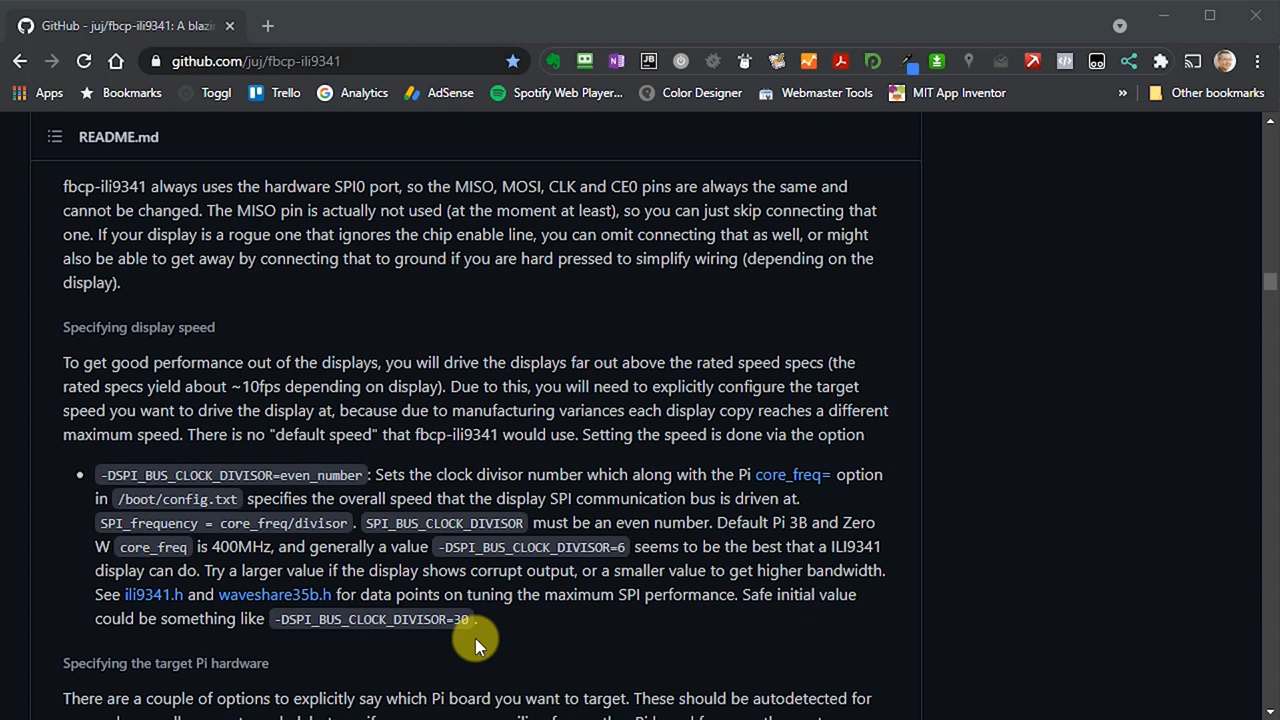 GitHub - juj/fbcp-ili9341: A blazi
github.com/juj/fbcp-ili9341
Apps Bookmarks Toggl Trello Analytics AdSense Spotify Web Player... Color Designer Webmaster Tools MIT App Inventor » Other bookmarks
README.md
fbcp-ili9341 always uses the hardware SPI0 port, so the MISO, MOSI, CLK and CE0 pins are always the same and
cannot be changed. The MISO pin is actually not used (at the moment at least), so you can just skip connecting that
one. If your display is a rogue one that ignores the chip enable line, you can omit connecting that as well, or might
also be able to get away by connecting that to ground if you are hard pressed to simplify wiring (depending on the
display).
Specifying display speed
To get good performance out of the displays, you will drive the displays far out above the rated speed specs (the
rated specs yield about ~10fps depending on display). Due to this, you will need to explicitly configure the target
speed you want to drive the display at, because due to manufacturing variances each display copy reaches a different
maximum speed. There is no "default speed" that fbcp-ili9341 would use. Setting the speed is done via the option
-DSPI_BUS_CLOCK_DIVISOR=even_number: Sets the clock divisor number which along with the Pi core_freq= option
in /boot/config.txt specifies the overall speed that the display SPI communication bus is driven at.
SPI_frequency = core_freq/divisor. SPI_BUS_CLOCK_DIVISOR must be an even number. Default Pi 3B and Zero
W core_freq is 400MHz, and generally a value -DSPI_BUS_CLOCK_DIVISOR=6 seems to be the best that a ILI9341
display can do. Try a larger value if the display shows corrupt output, or a smaller value to get higher bandwidth.
See ili9341.h and waveshare35b.h for data points on tuning the maximum SPI performance. Safe initial value
could be something like -DSPI_BUS_CLOCK_DIVISOR=30.
Specifying the target Pi hardware
There are a couple of options to explicitly say which Pi board you want to target. These should be autodetected for